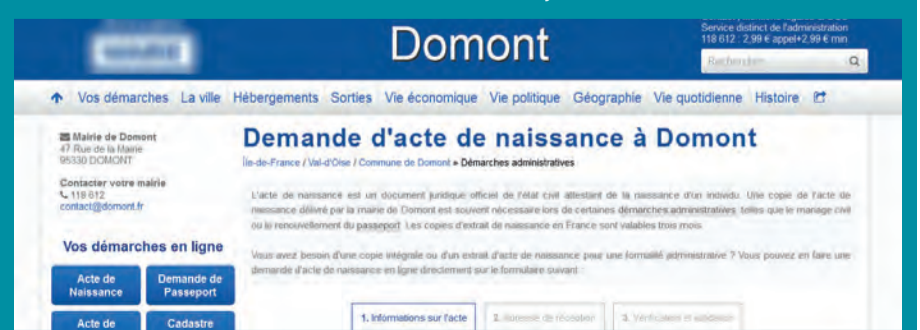 Domont
Service distinct de l'administration
118 612 : 2,99 € appel+2,99 € min
Rechercher
Vos démarches La ville Hébergements Sorties Vie économique Vie politique Géographie Vie quotidienne Histoire
Mairie de Domont
47 Rue de la Mairie
95330 DOMONT
Contacter votre mairie
118 612
contact@domont.fr
Vos démarches en ligne
Acte de Naissance
Demande de Passeport
Acte de
Cadastre
Demande d'acte de naissance à Domont
Île-de-France / Val-d'Oise / Commune de Domont » Démarches administratives
L'acte de naissance est un document juridique officiel de l'état civil attestant de la naissance d'un individu. Une copie de l'acte de
naissance délivré par la mairie de Domont est souvent nécessaire lors de certaines démarches administratives, telles que le mariage civil
ou le renouvellement du passeport. Les copies d'extrait de naissance en France sont valables trois mois.
Vous avez besoin d'une copie intégrale ou d'un extrait d'acte de naissance pour une formalité administrative ? Vous pouvez en faire une
demande d'acte de naissance en ligne directement sur le formulaire suivant :
1. Informations sur l'acte
2. Adresse de réception
3. Vérification et validation